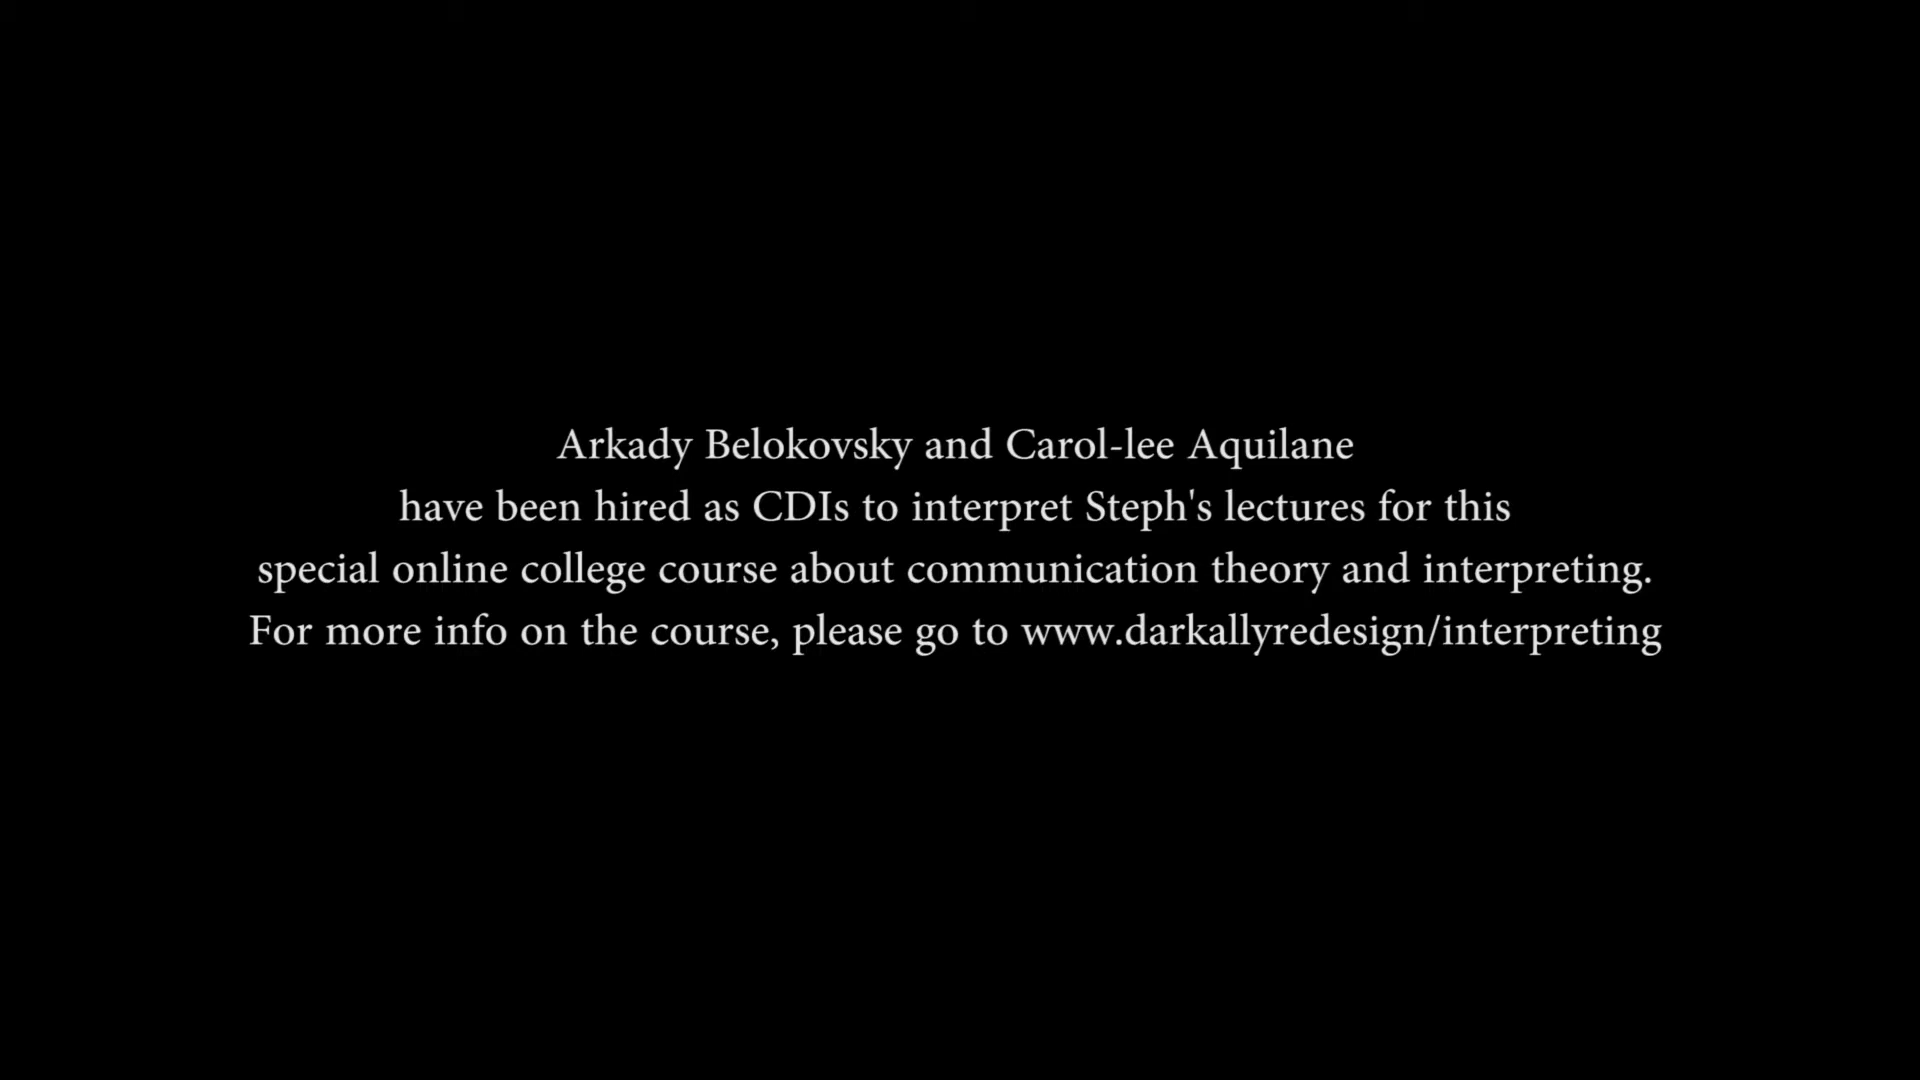 Arkady Belokovsky and Carol-lee Aquilane
have been hired as CDIs to interpret Steph's lectures for this
special online college course about communication theory and interpreting.
For more info on the course, please go to www.darkallyredesign/interpreting